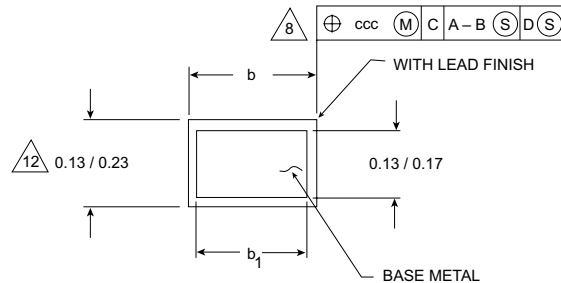 8 ⌖ ccc Ⓜ C A – B Ⓢ D Ⓢ
b
WITH LEAD FINISH
12 0.13 / 0.23
0.13 / 0.17
b1
BASE METAL